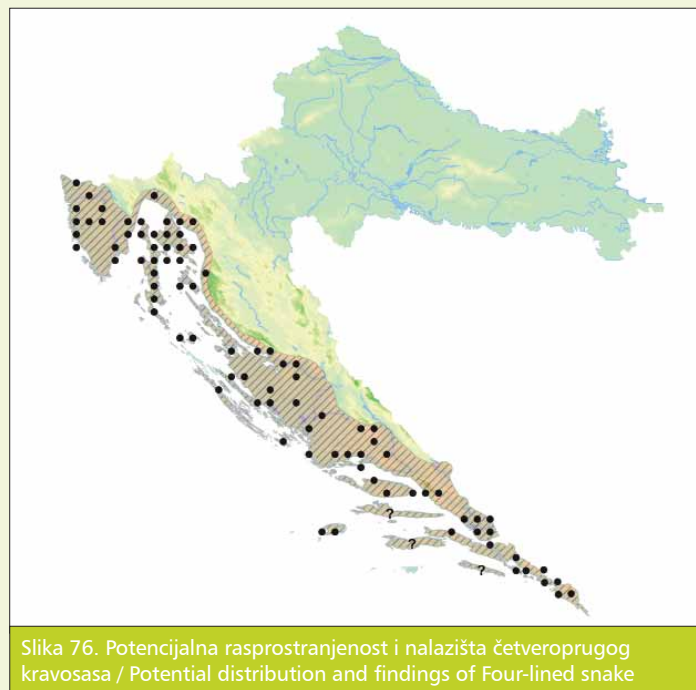 ?
?
?
Slika 76. Potencijalna rasprostranjenost i nalazišta četveroprugog
kravosasa / Potential distribution and findings of Four-lined snake